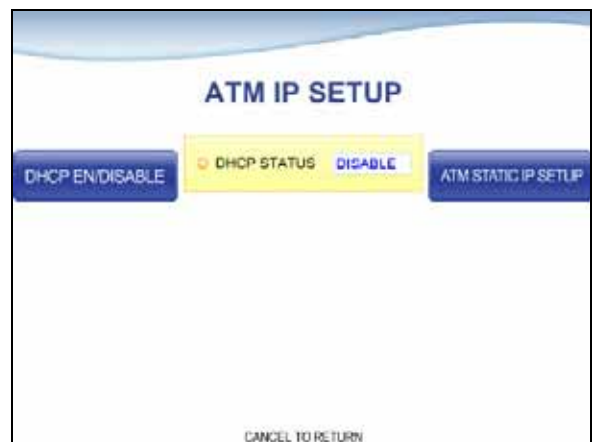 ATM IP SETUP
DHCP EN/DISABLE
DHCP STATUS DISABLE
ATM STATIC IP SETUP
CANCEL TO RETURN